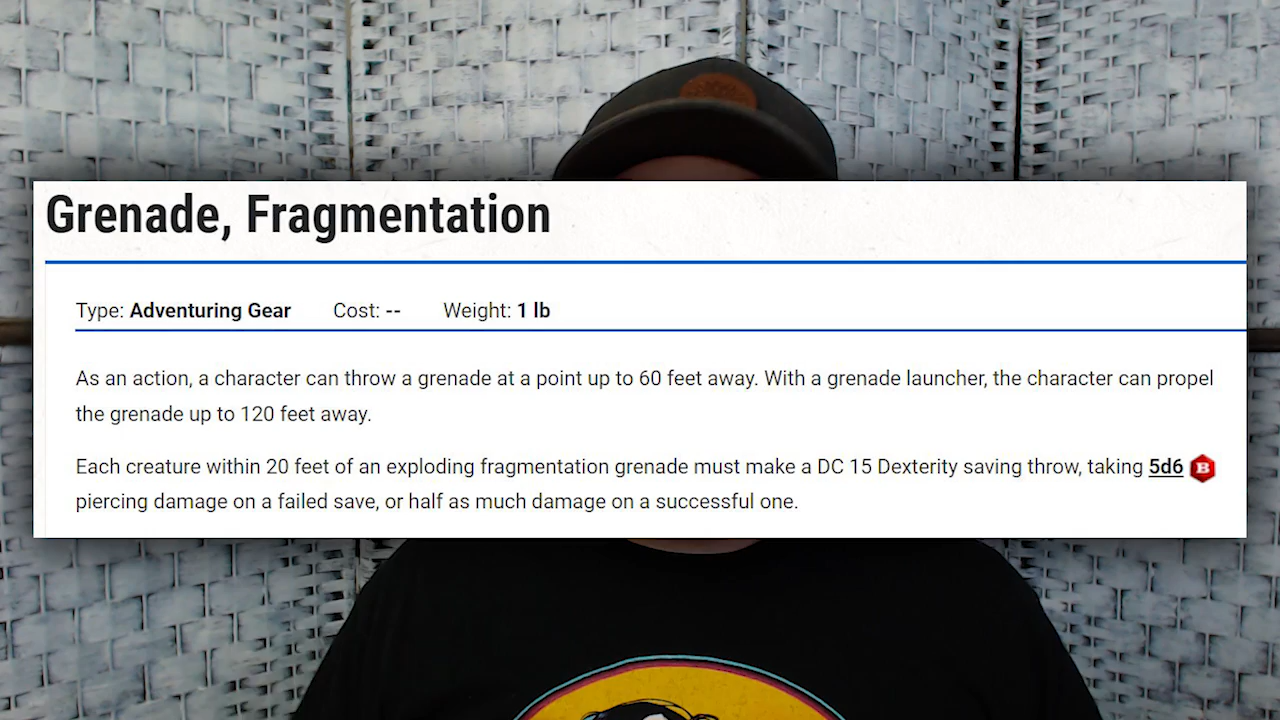 Grenade, Fragmentation
Type: Adventuring Gear Cost: -- Weight: 1 lb
As an action, a character can throw a grenade at a point up to 60 feet away. With a grenade launcher, the character can propel
the grenade up to 120 feet away.
Each creature within 20 feet of an exploding fragmentation grenade must make a DC 15 Dexterity saving throw, taking 5d6 B
piercing damage on a failed save, or half as much damage on a successful one.